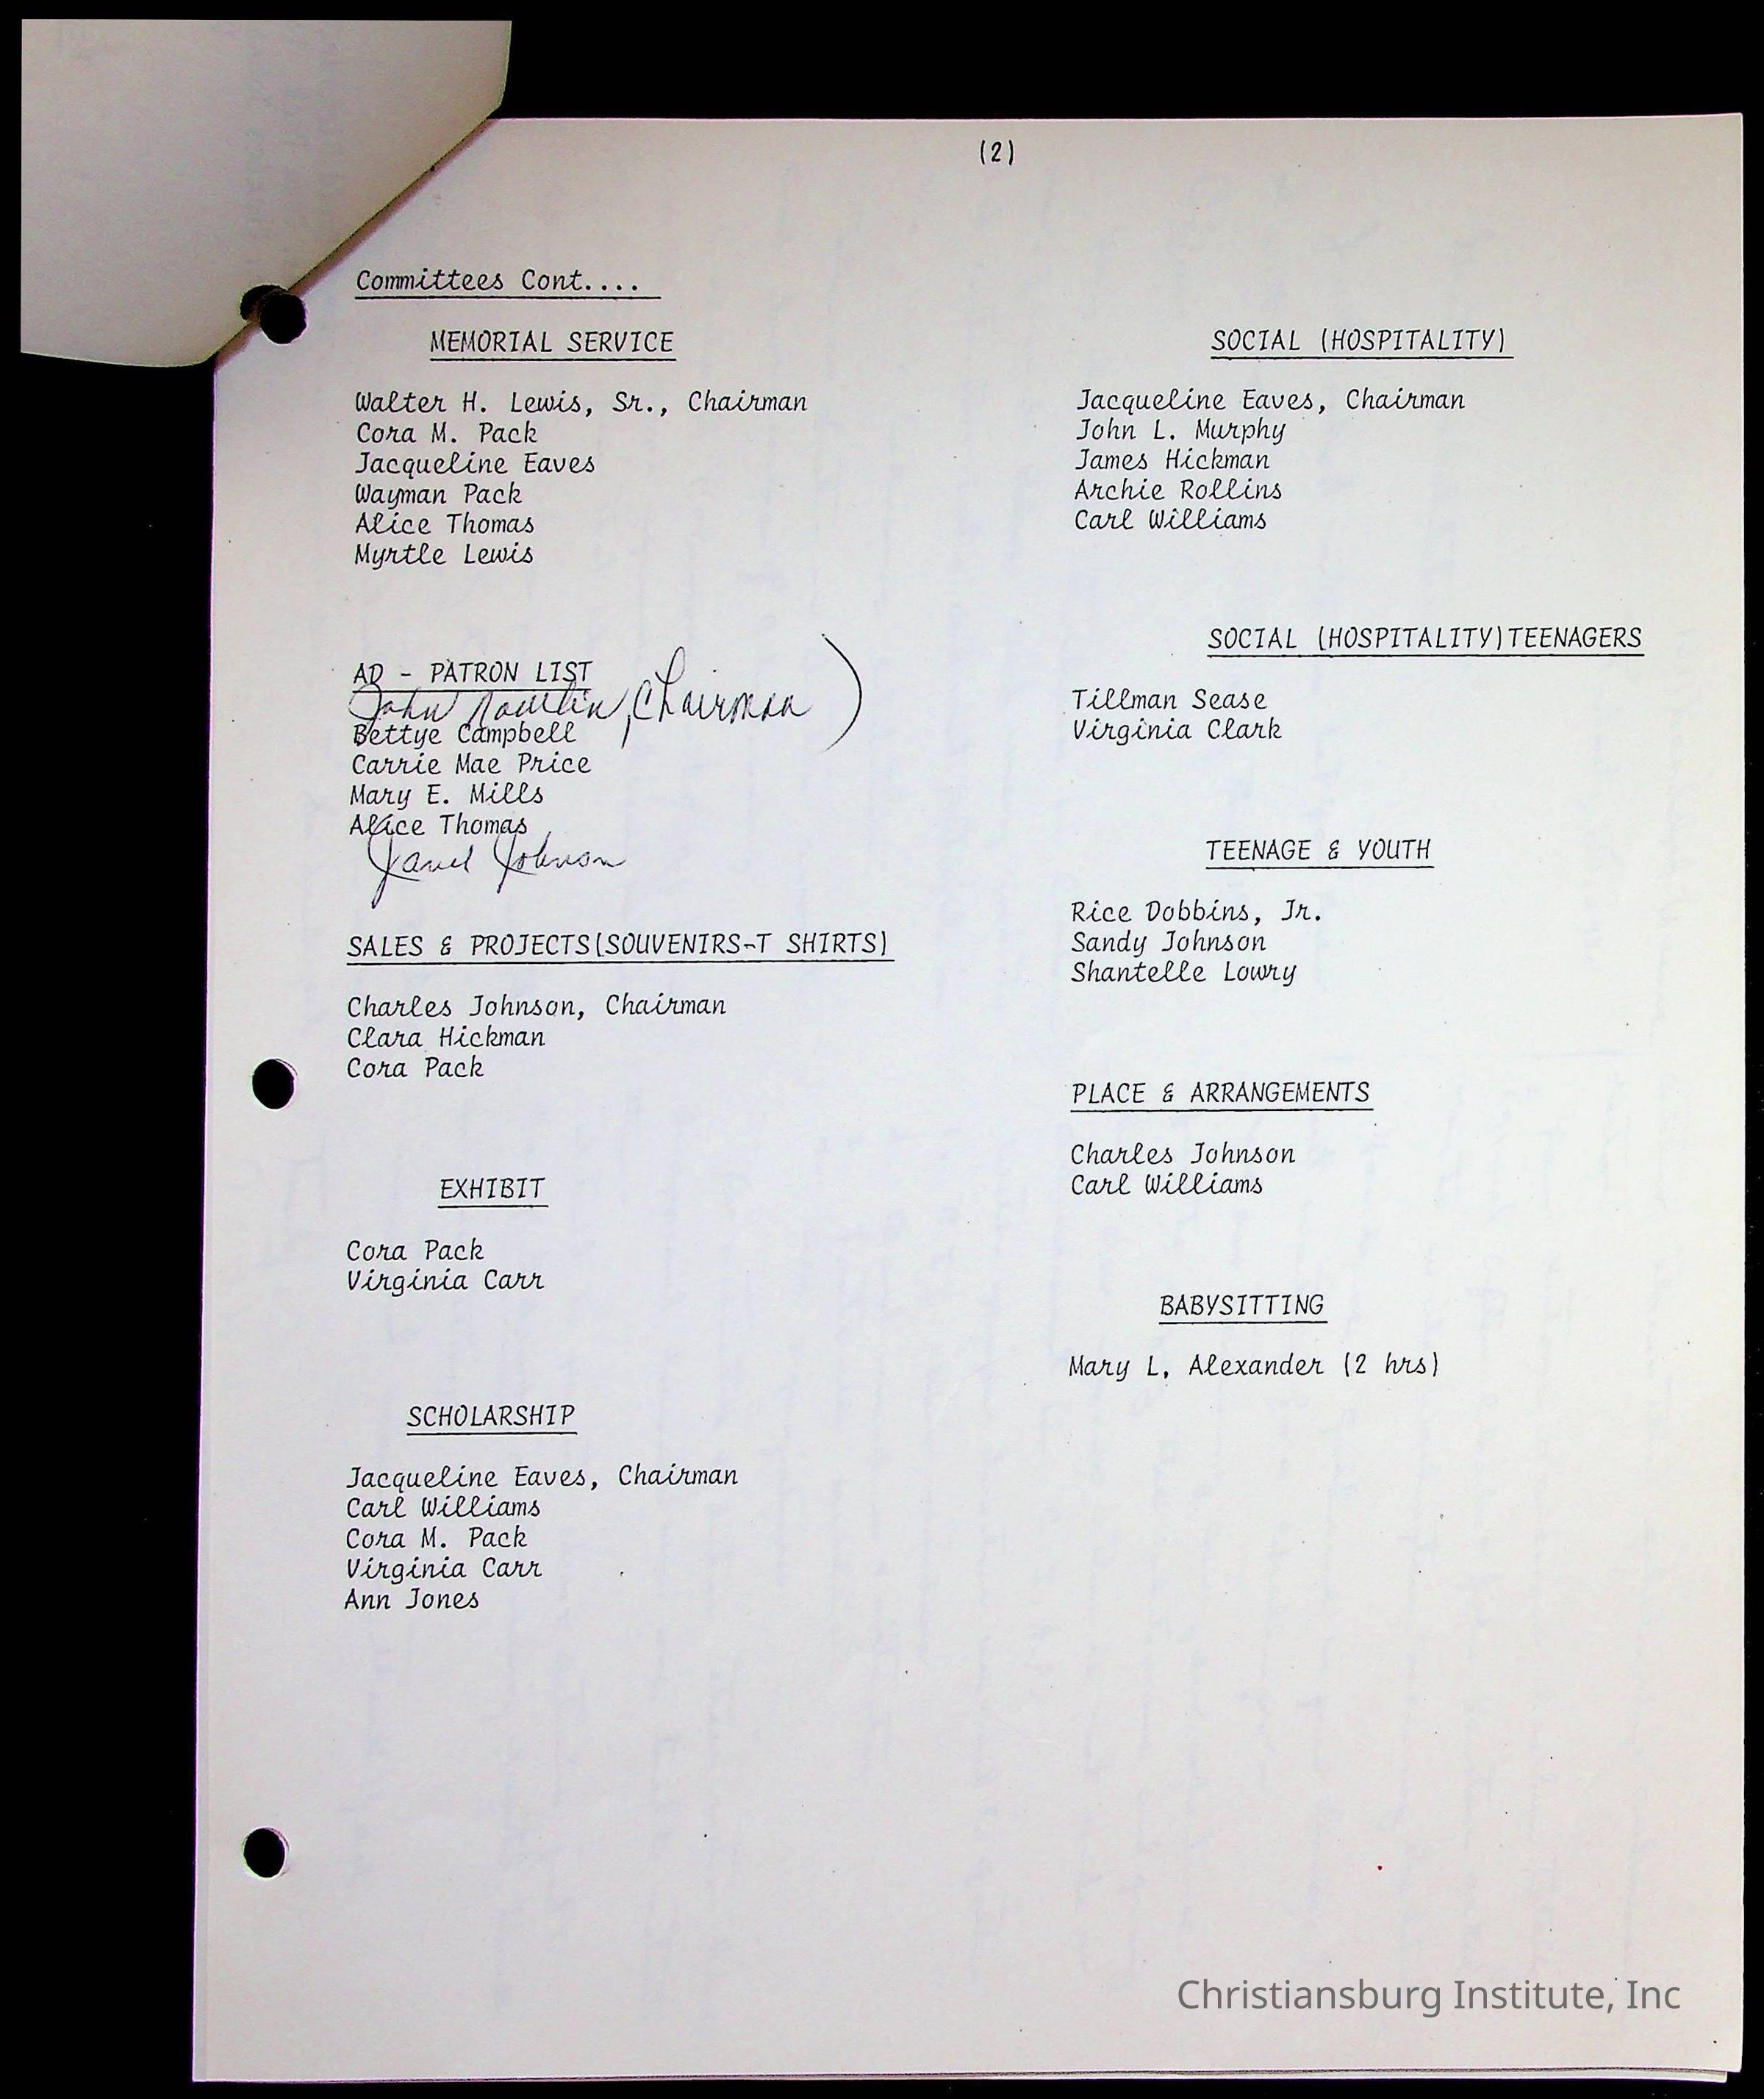 (2)
Committees Cont....
MEMORIAL SERVICE
Walter H. Lewis, Sr., Chairman
Cora M. Pack
Jacqueline Eaves
Wayman Pack
Alice Thomas
Myrtle Lewis
AD - PATRON LIST
John , Chairman)
Bettye Campbell
Carrie Mae Price
Mary E. Mills
Alice Thomas
Johnson
SALES & PROJECTS(SOUVENIRS-T SHIRTS)
Charles Johnson, Chairman
Clara Hickman
Cora Pack
EXHIBIT
Cora Pack
Virginia Carr
SCHOLARSHIP
Jacqueline Eaves, Chairman
Carl Williams
Cora M. Pack
Virginia Carr
Ann Jones
SOCIAL (HOSPITALITY)
Jacqueline Eaves, Chairman
John L. Murphy
James Hickman
Archie Rollins
Carl Williams
SOCIAL (HOSPITALITY)TEENAGERS
Tillman Sease
Virginia Clark
TEENAGE & YOUTH
Rice Dobbins, Jr.
Sandy Johnson
Shantelle Lowry
PLACE & ARRANGEMENTS
Charles Johnson
Carl Williams
BABYSITTING
Mary L, Alexander (2 hrs)
Christiansburg Institute, Inc